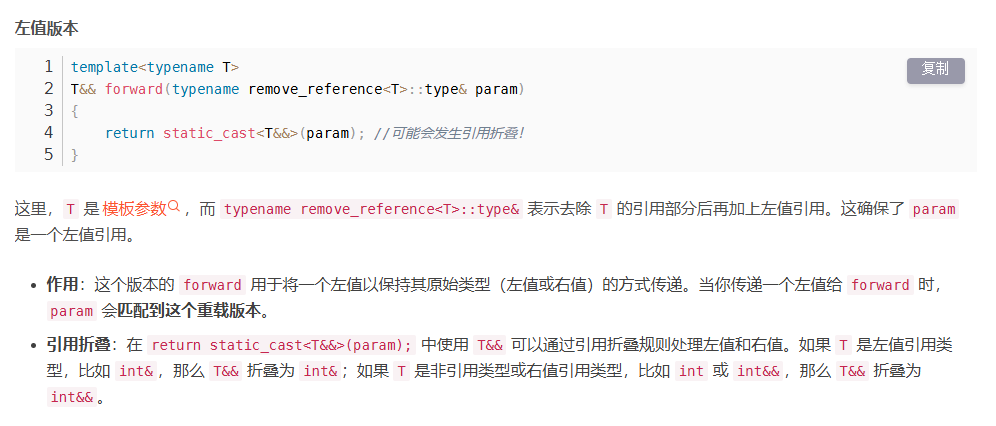 左值版本
复制
1 template<typename T>
2 T&& forward(typename remove_reference<T>::type& param)
3 {
4     return static_cast<T&&>(param); //可能会发生引用折叠!
5 }
这里，T 是模板参数，而 typename remove_reference<T>::type& 表示去除 T 的引用部分后再加上左值引用。这确保了 param
是一个左值引用。
• 作用：这个版本的 forward 用于将一个左值以保持其原始类型（左值或右值）的方式传递。当你传递一个左值给 forward 时，
param 会匹配到这个重载版本。
• 引用折叠：在 return static_cast<T&&>(param); 中使用 T&& 可以通过引用折叠规则处理左值和右值。如果 T 是左值引用类
型，比如 int&，那么 T&& 折叠为 int&；如果 T 是非引用类型或右值引用类型，比如 int 或 int&&，那么 T&& 折叠为
int&&。